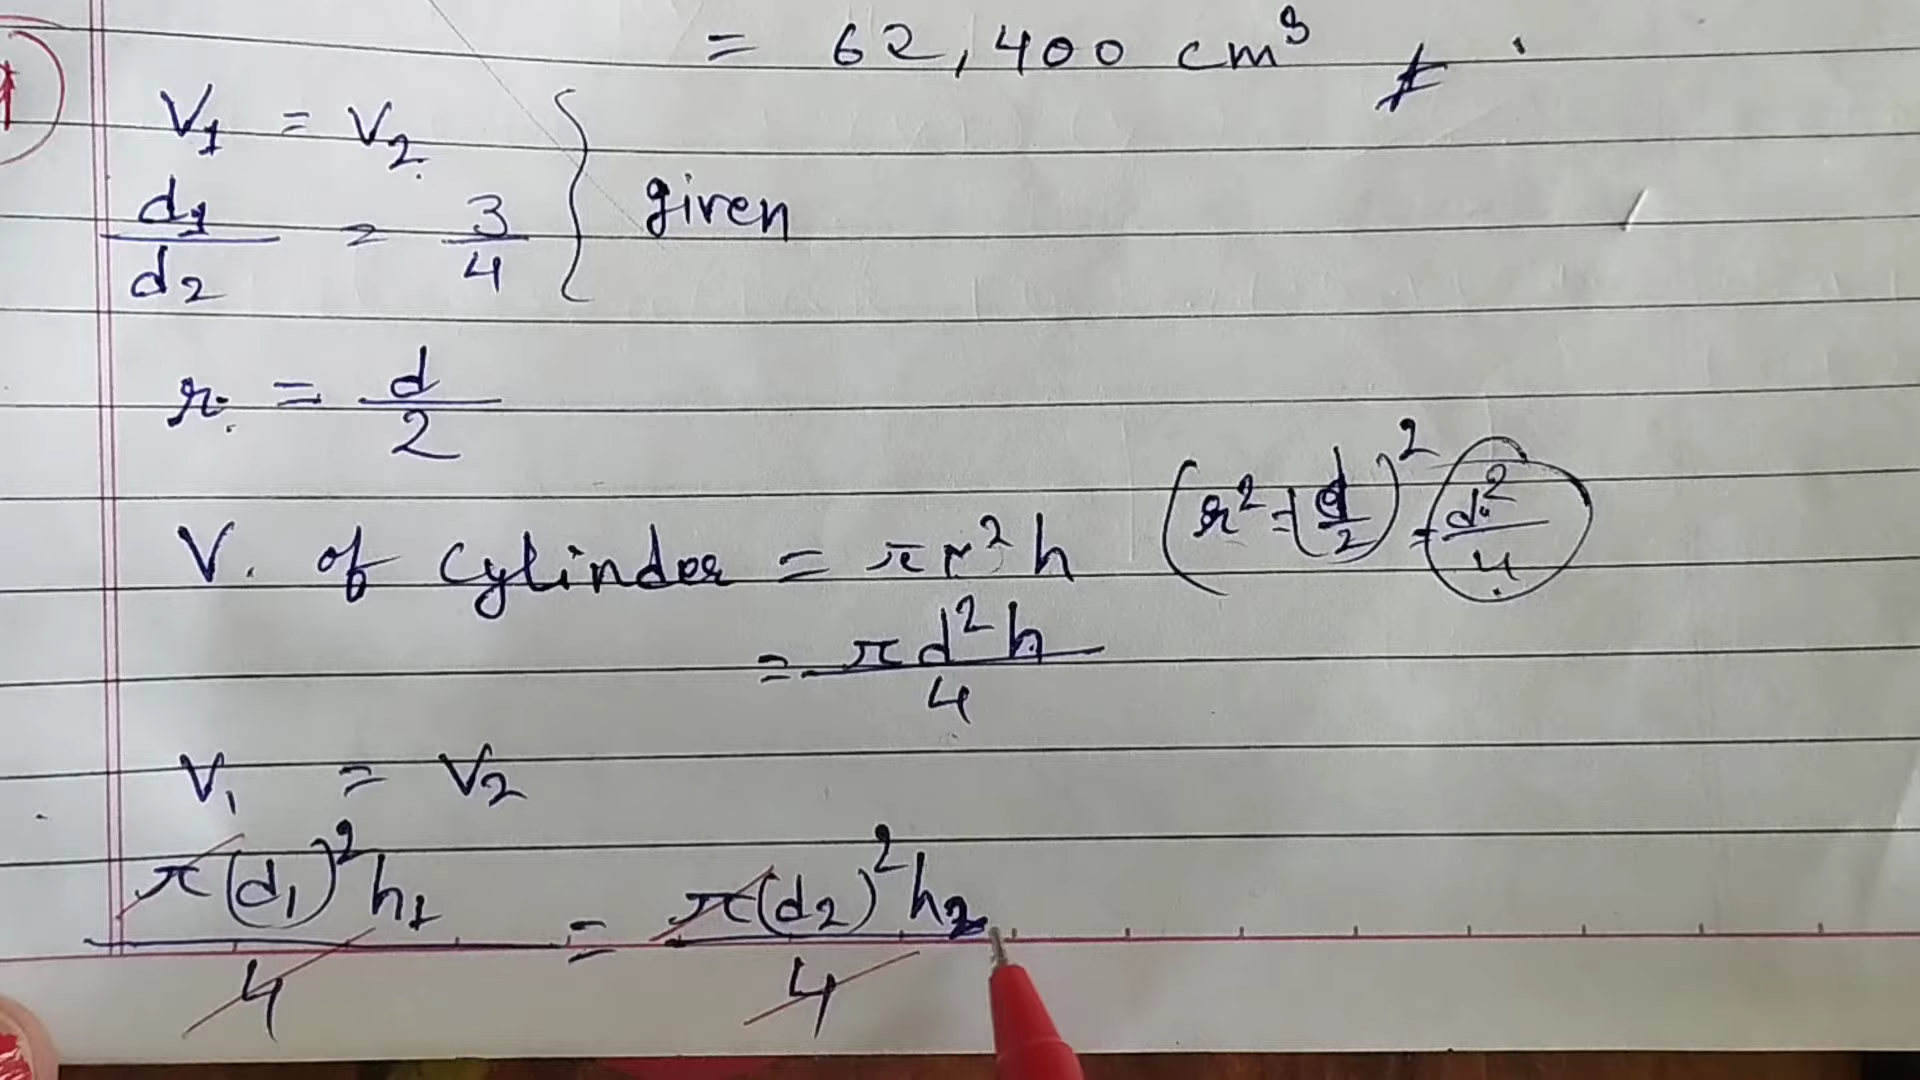 = 62,400 cm³
V₁ = V₂
d₁/d₂ = 3/4 } given
r = d/2
V. of cylinder = πr²h (r² = (d/2)² = d²/4
= πd²h/4
V₁ = V₂
π(d₁)²h₁/4 = π(d₂)²h₂/4